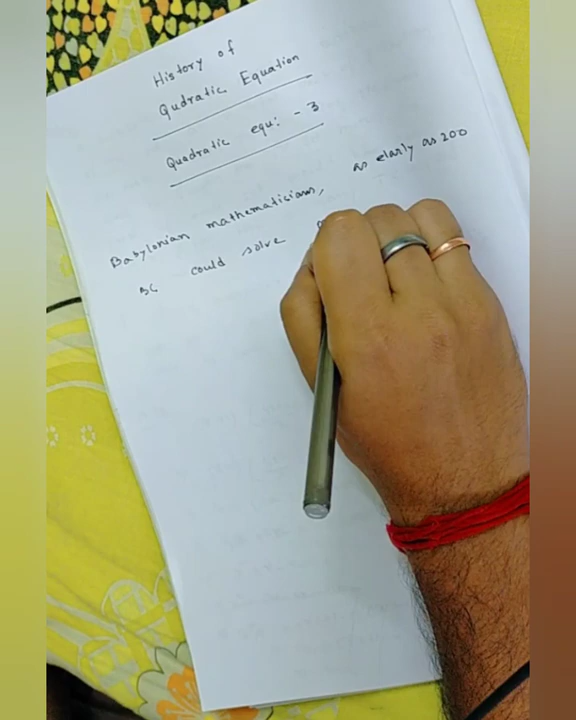 History of
Qudratic Equation
Quadratic equ: - 3
Babylonian mathematicians, as elarly as 200
BC could solve